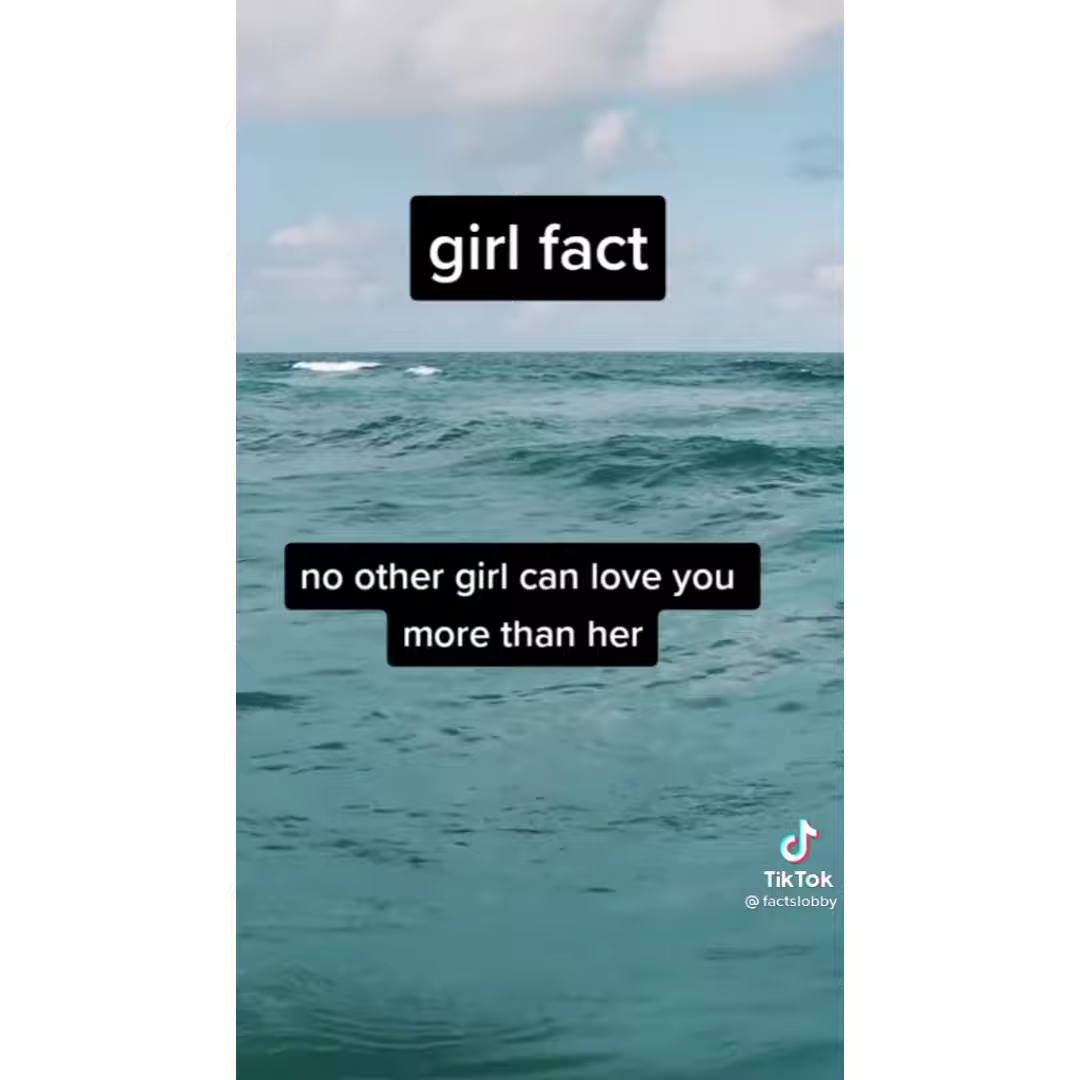 girl fact
no other girl can love you
more than her
TikTok
@factslobby